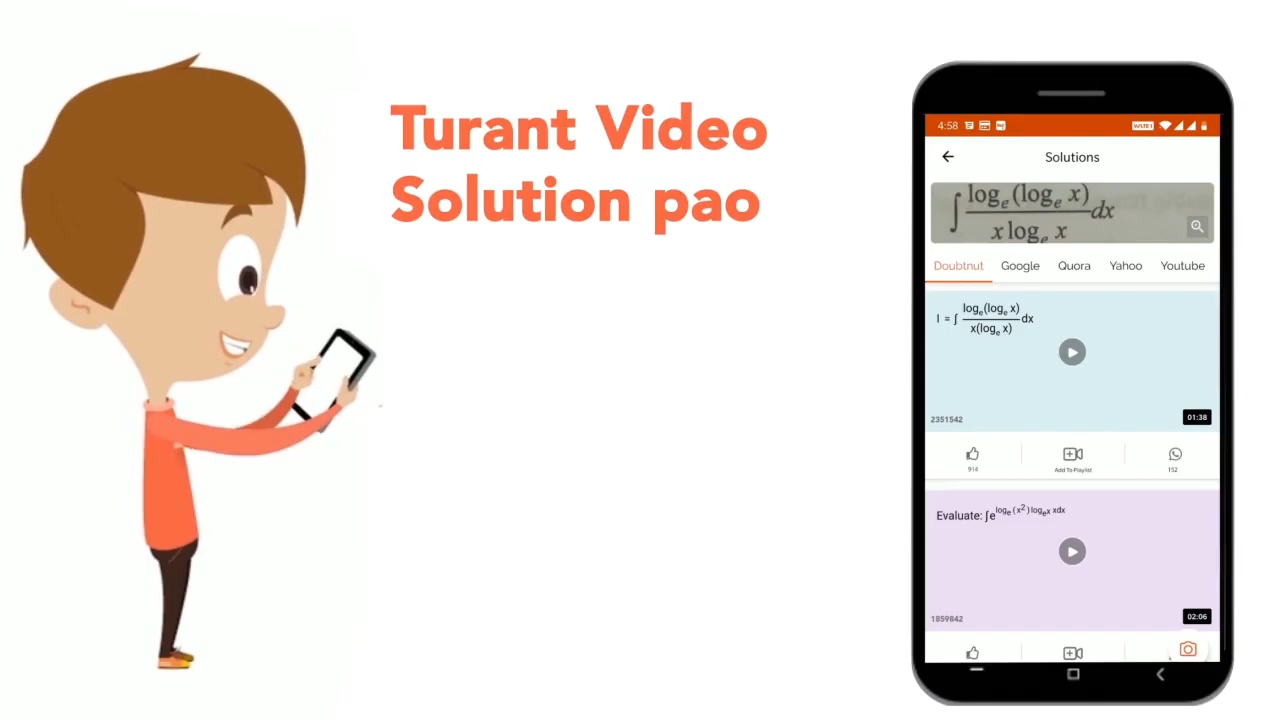 Turant Video
Solution pao
4:58
VoLTE1
Solutions
∫ logₑ(logₑ x) / x logₑ x dx
Doubtnut Google Quora Yahoo Youtube
I = ∫ logₑ(logₑ x) / x(logₑ x) dx
2351542 01:38
914 Add To Playlist 152
Evaluate: ∫e^logₑ(x²)logₑx xdx
1859842 02:06